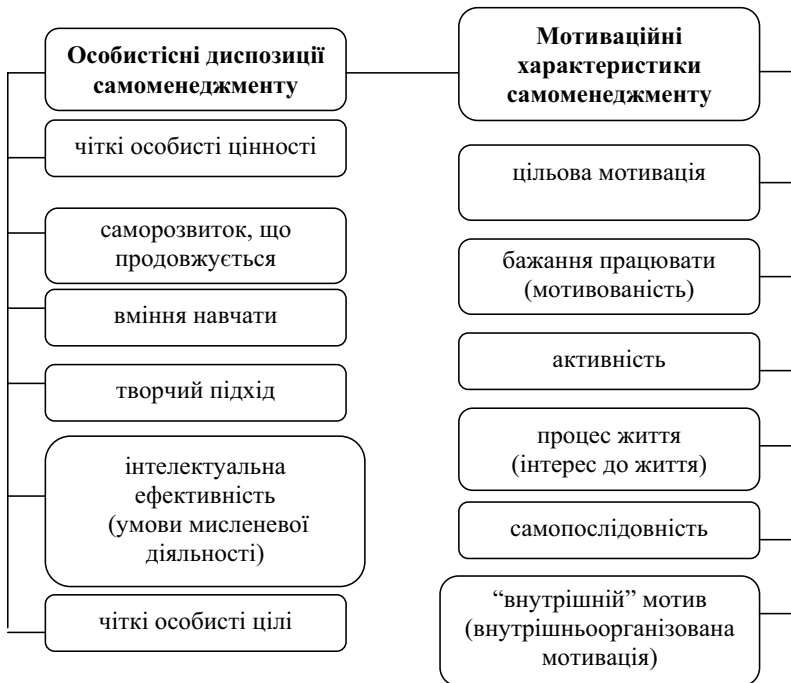 Особистісні диспозиції
самоменеджменту
чіткі особисті цінності
саморозвиток, що
продовжується
вміння навчати
творчий підхід
інтелектуальна
ефективність
(умови мисленевої
діяльності)
чіткі особисті цілі
Мотиваційні
характеристики
самоменеджменту
цільова мотивація
бажання працювати
(мотивованість)
активність
процес життя
(інтерес до життя)
самопослідовність
“внутрішній” мотив
(внутрішньоорганізована
мотивація)